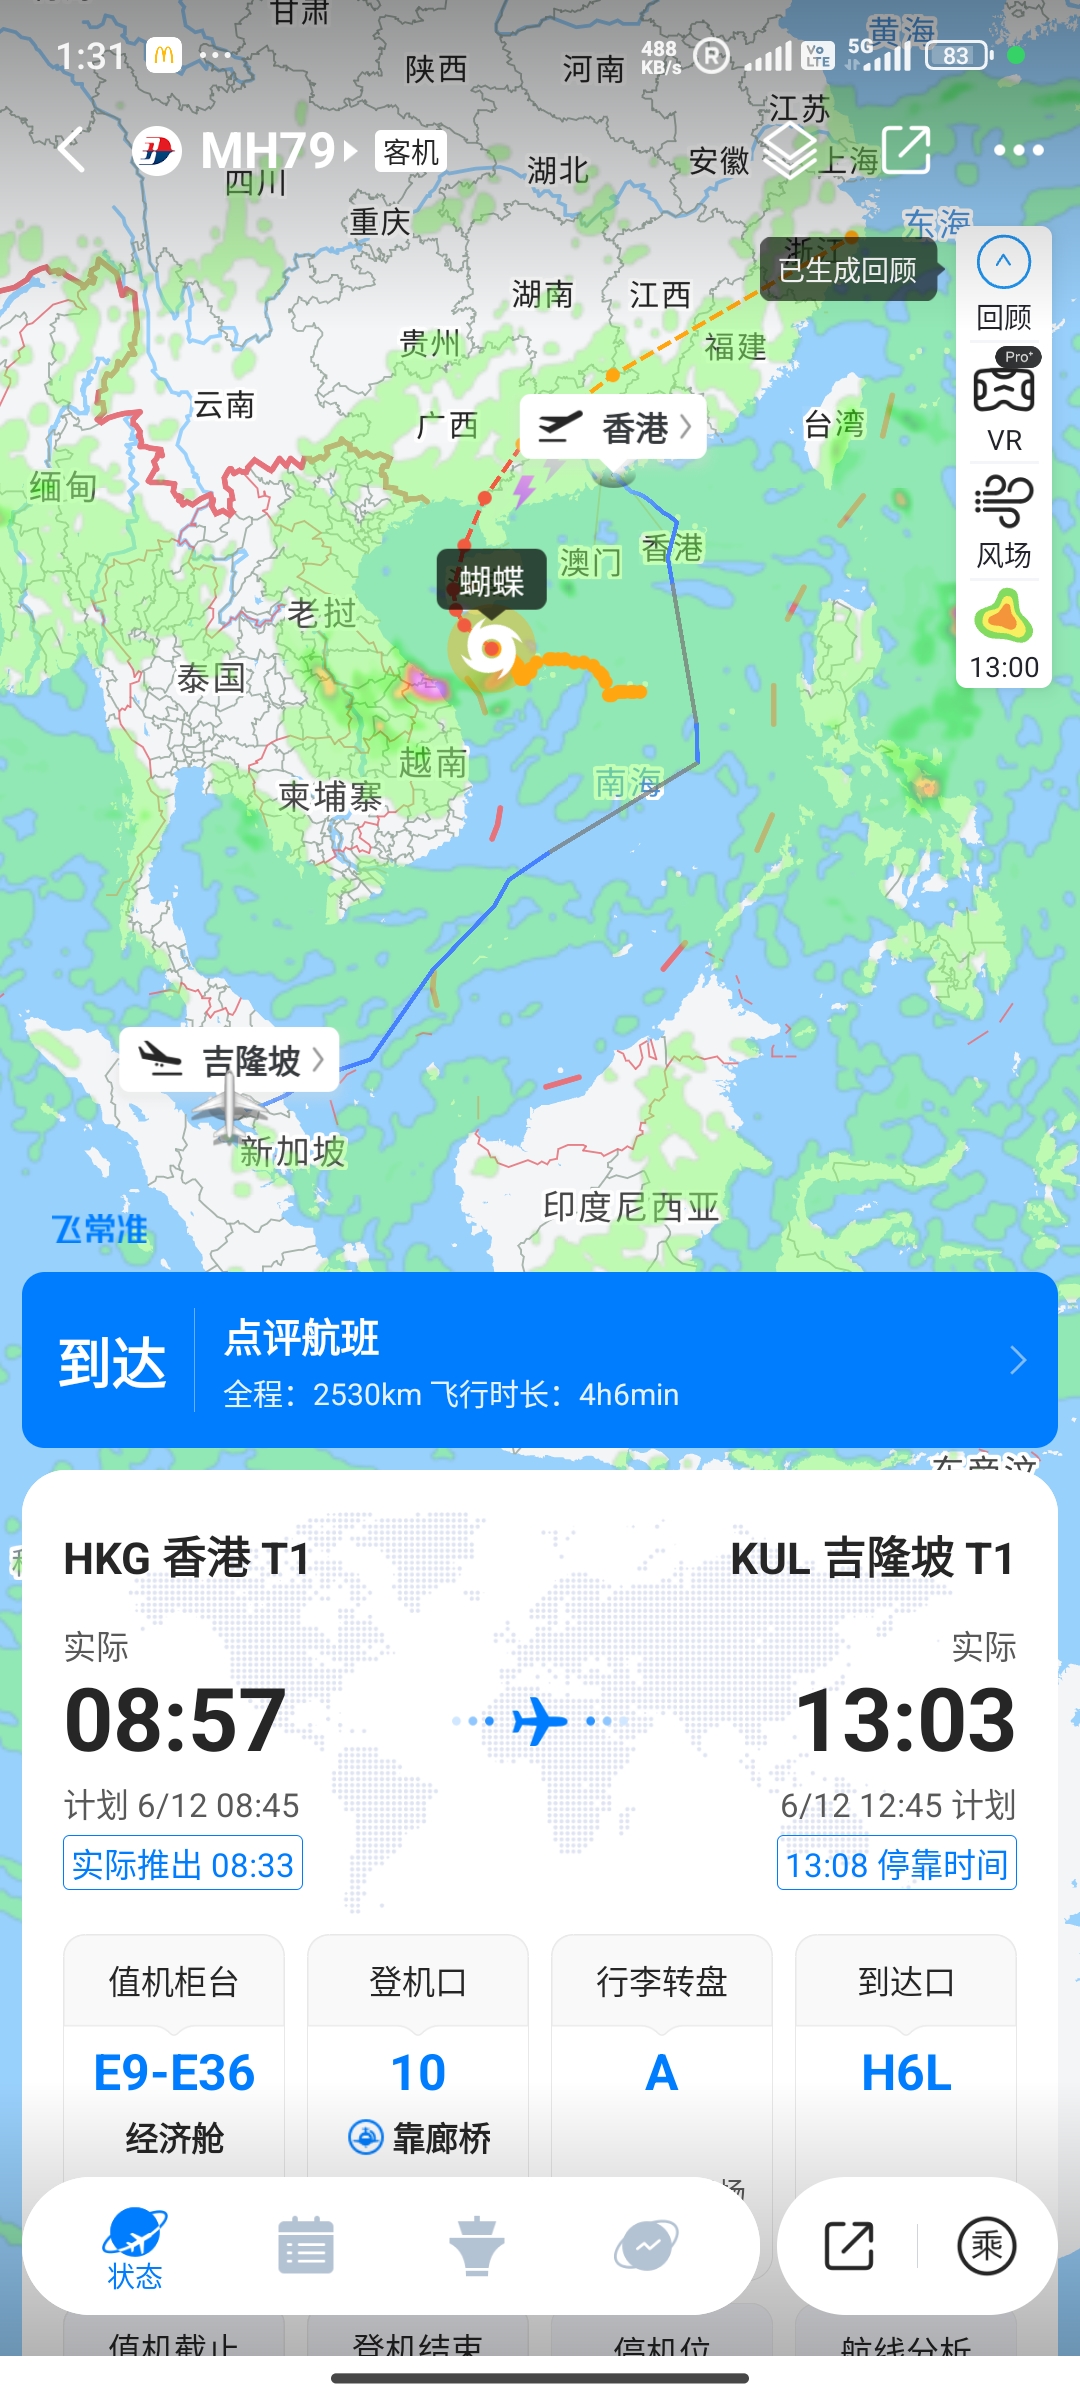 甘肃
黄海
1:31
488 KB/s
R
Vo LTE
5G
83
陕西
河南
江苏
MH79
客机
四川
湖北
安徽
上海
重庆
东海
浙江
已生成回顾
回顾
湖南
江西
贵州
福建
Pro+
VR
云南
广西
香港
台湾
缅甸
风场
澳门
香港
蝴蝶
老挝
13:00
泰国
越南
南海
柬埔寨
吉隆坡
新加坡
印度尼西亚
飞常准
到达
点评航班
全程：2530km 飞行时长：4h6min
东帝汶
HKG 香港 T1
KUL 吉隆坡 T1
实际
实际
08:57
13:03
计划 6/12 08:45
6/12 12:45 计划
实际推出 08:33
13:08 停靠时间
值机柜台
登机口
行李转盘
到达口
E9-E36
10
A
H6L
经济舱
靠廊桥
场
状态
乘
值机截止
登机结束
停机位
航线分析